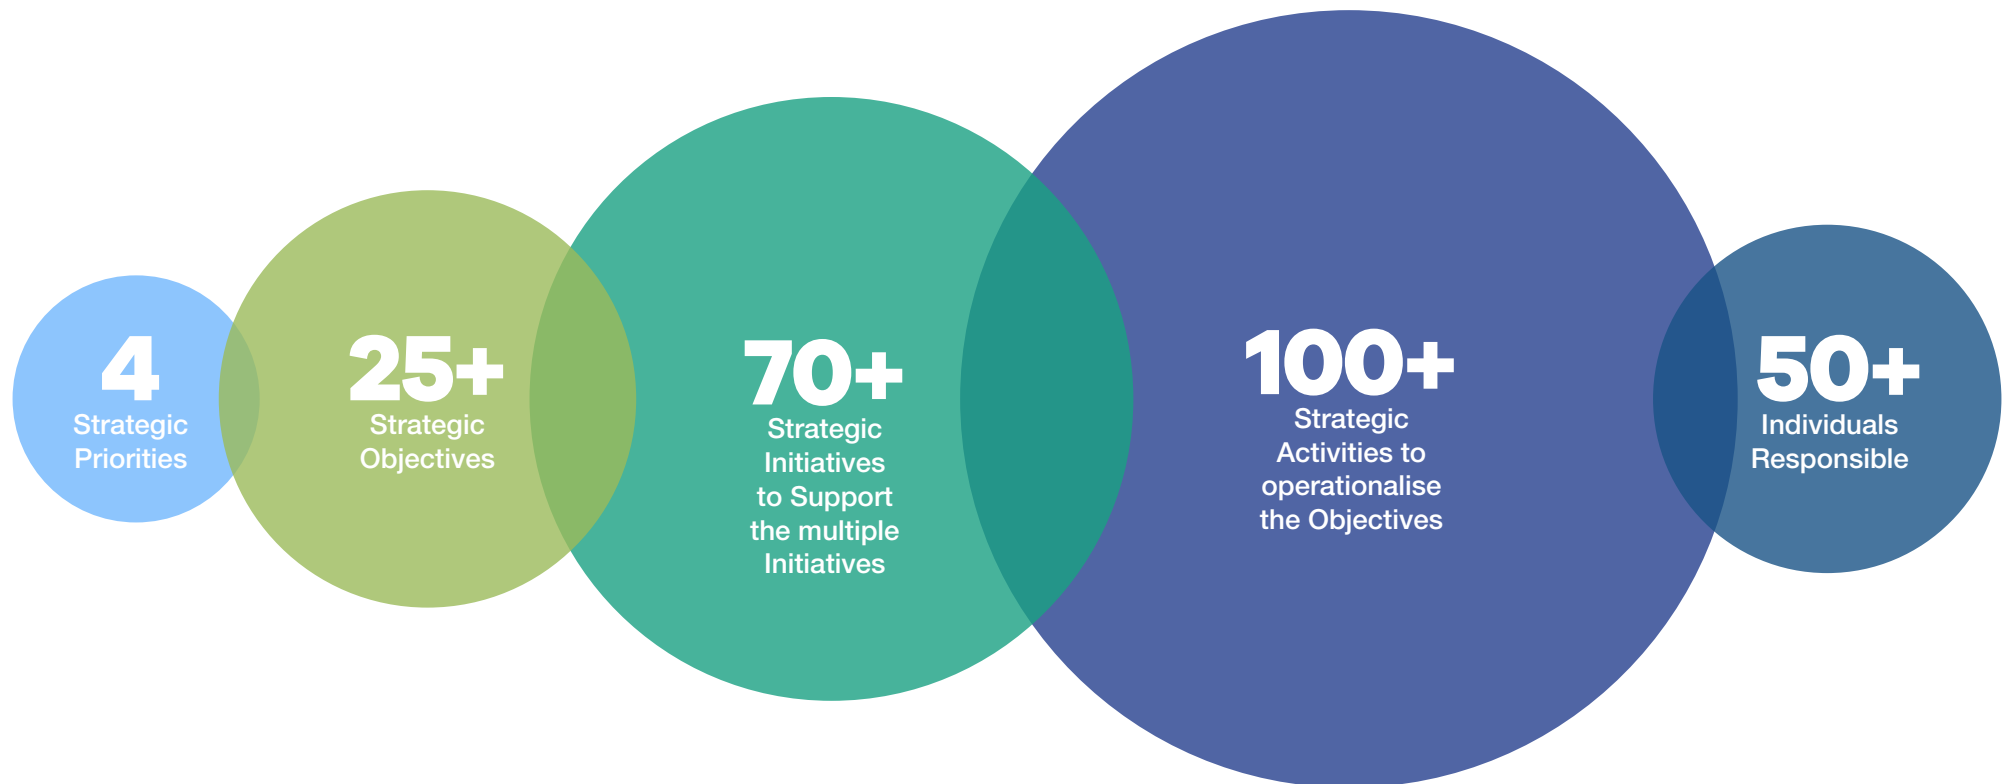 4
Strategic
Priorities
25+
Strategic
Objectives
70+
Strategic
Initiatives
to Support
the multiple
Initiatives
100+
Strategic
Activities to
operationalise
the Objectives
50+
Individuals
Responsible